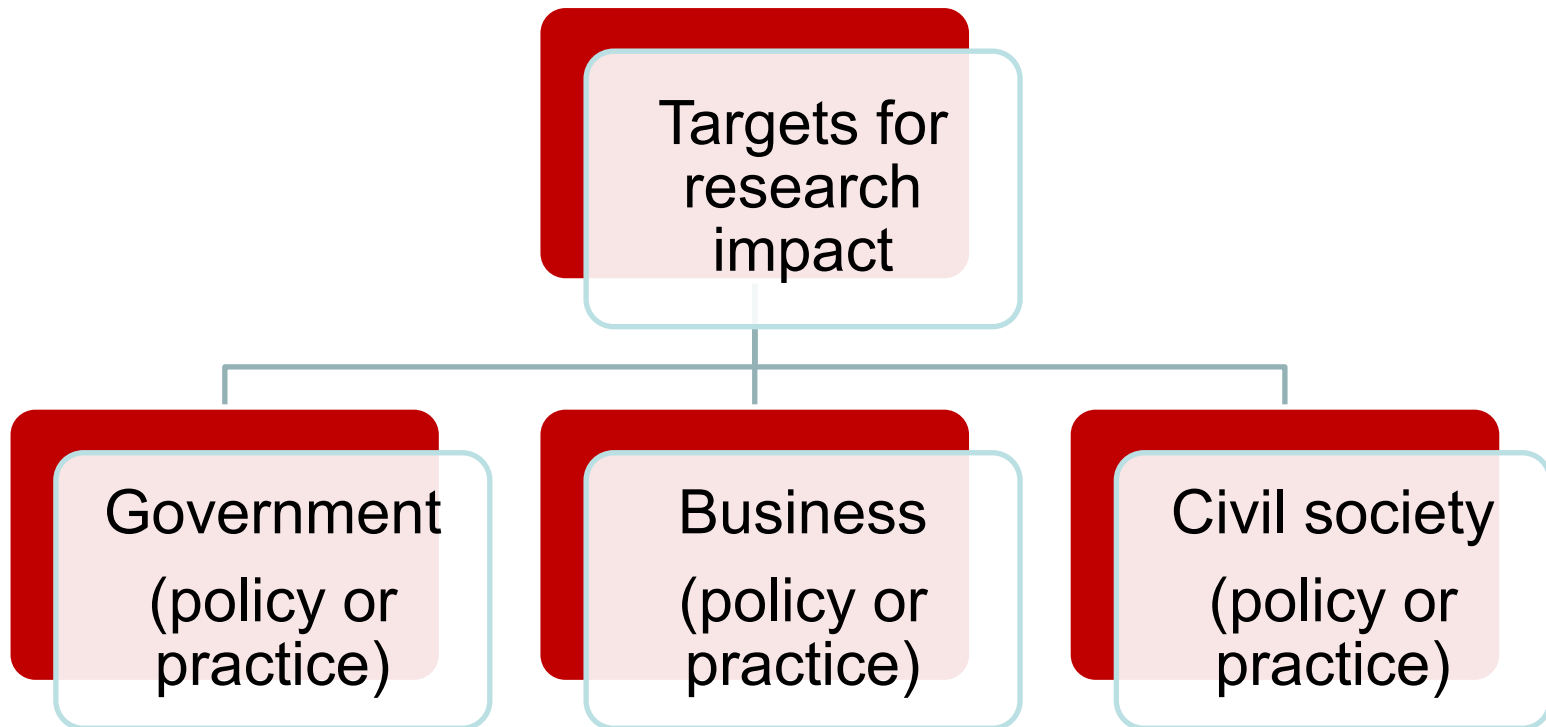 Targets for
research
impact
Government
(policy or
practice)
Business
(policy or
practice)
Civil society
(policy or
practice)